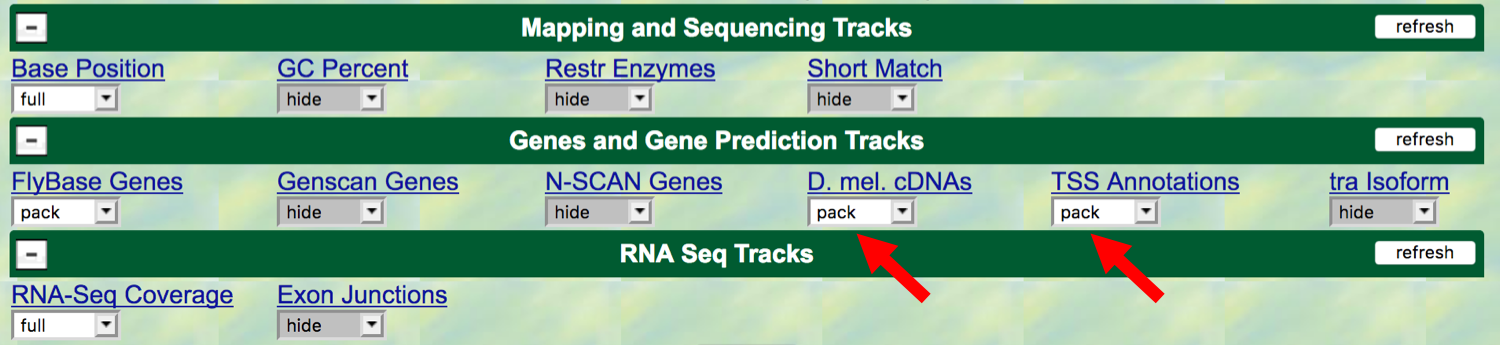 Mapping and Sequencing Tracks refresh
Base Position GC Percent Restr Enzymes Short Match
full hide hide hide
Genes and Gene Prediction Tracks refresh
FlyBase Genes Genscan Genes N-SCAN Genes D. mel. cDNAs TSS Annotations tra Isoform
pack hide hide pack pack hide
RNA Seq Tracks refresh
RNA-Seq Coverage Exon Junctions
full hide